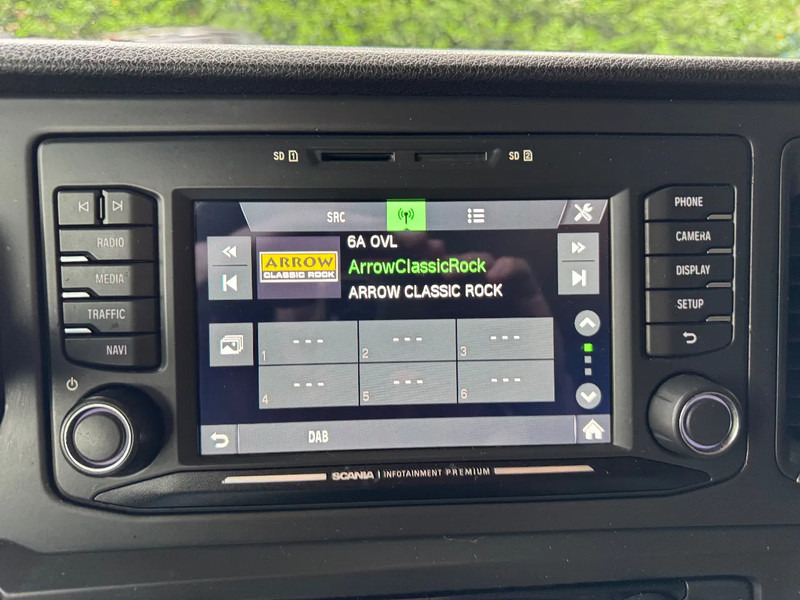 SD 1
SD 2
SRC
6A OVL
ArrowClassicRock
ARROW CLASSIC ROCK
ARROW
CLASSIC ROCK
RADIO
MEDIA
TRAFFIC
NAVI
PHONE
CAMERA
DISPLAY
SETUP
1 ---
2 ---
3 ---
4 ---
5 ---
6 ---
DAB
SCANIA | INFOTAINMENT PREMIUM